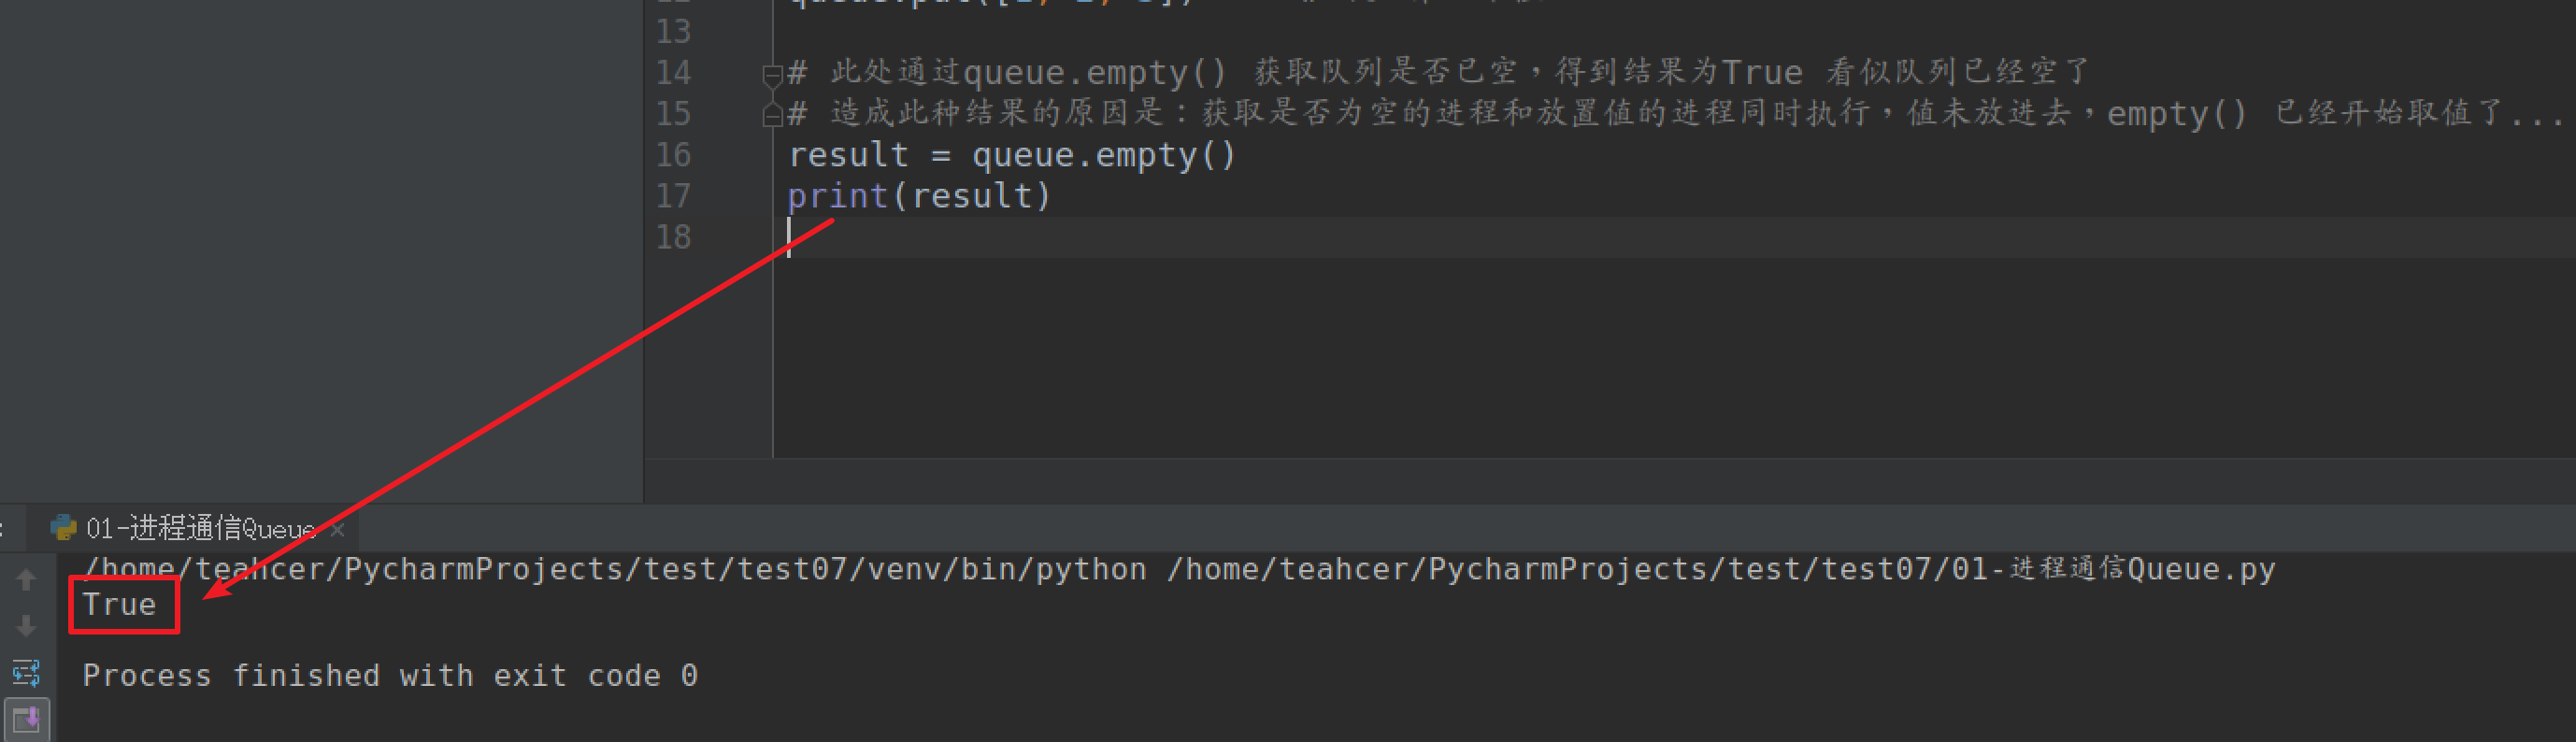 13
14 # 此处通过queue.empty() 获取队列是否已空，得到结果为True 看似队列已经空了
15 # 造成此种结果的原因是：获取是否为空的进程和放置值的进程同时执行，值未放进去，empty() 已经开始取值了...
16 result = queue.empty()
17 print(result)
18
01-进程通信Queue ×
/home/teahcer/PycharmProjects/test/test07/venv/bin/python /home/teahcer/PycharmProjects/test/test07/01-进程通信Queue.py
True
Process finished with exit code 0